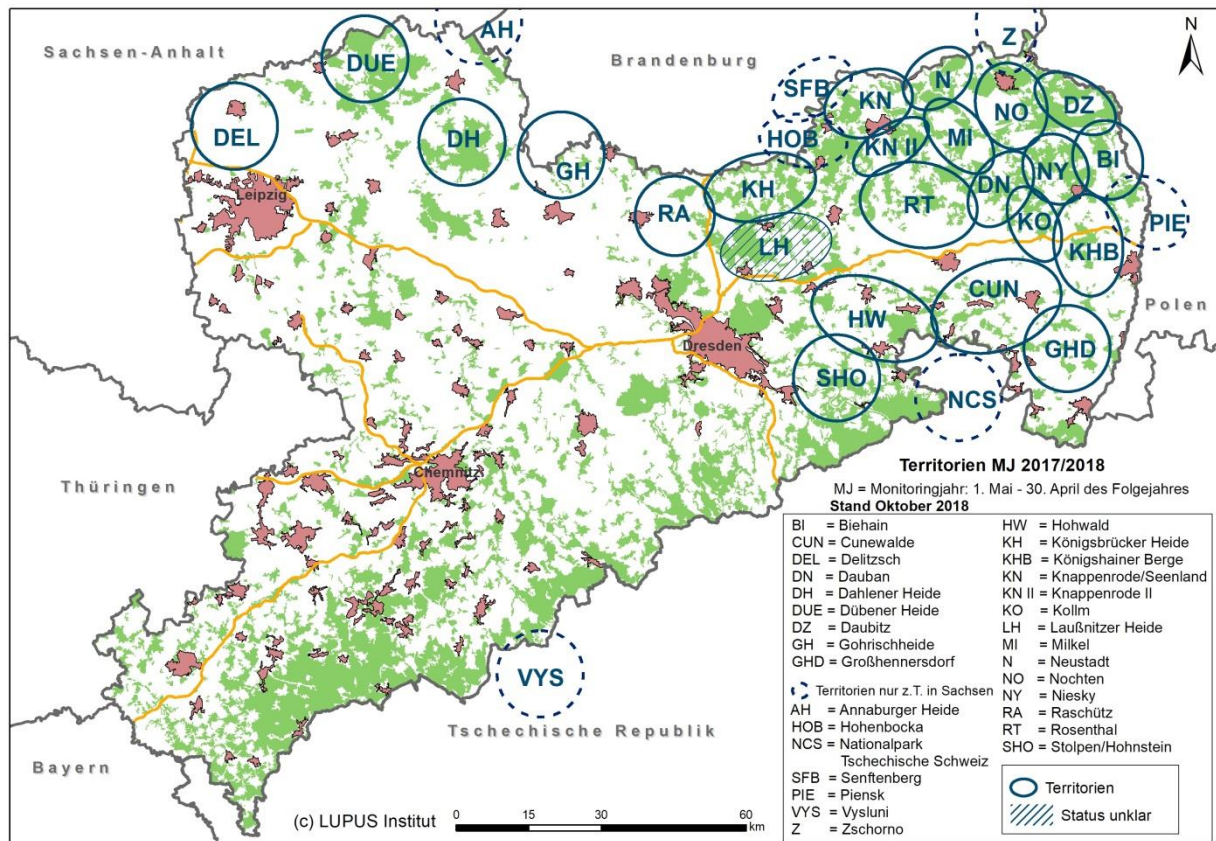 Sachsen-Anhalt
AH
Brandenburg
Z
N
DUE
SFB
KN
N
NO
DZ
DEL
DH
HOB
KN II
MI
BI
GH
NY
Leipzig
KH
DN
RA
RT
KO
PIE
LH
KHB
CUN
Polen
HW
Dresden
GHD
SHO
NCS
Chemnitz
Thüringen
VYS
Tschechische Republik
Bayern
Territorien MJ 2017/2018
MJ = Monitoringjahr: 1. Mai - 30. April des Folgejahres
Stand Oktober 2018
BI = Biehain
CUN = Cunewalde
DEL = Delitzsch
DN = Dauban
DH = Dahlener Heide
DUE = Dübener Heide
DZ = Daubitz
GH = Gohrischheide
GHD = Großhennersdorf
Territorien nur z.T. in Sachsen
AH = Annaburger Heide
HOB = Hohenbocka
NCS = Nationalpark
Tschechische Schweiz
SFB = Senftenberg
PIE = Piensk
VYS = Vysluni
Z = Zschorno
HW = Hohwald
KH = Königsbrücker Heide
KHB = Königshainer Berge
KN = Knappenrode/Seenland
KN II = Knappenrode II
KO = Kollm
LH = Laußnitzer Heide
MI = Milkel
N = Neustadt
NO = Nochten
NY = Niesky
RA = Raschütz
RT = Rosenthal
SHO = Stolpen/Hohnstein
Territorien
Status unklar
(c) LUPUS Institut
0 15 30 60
km